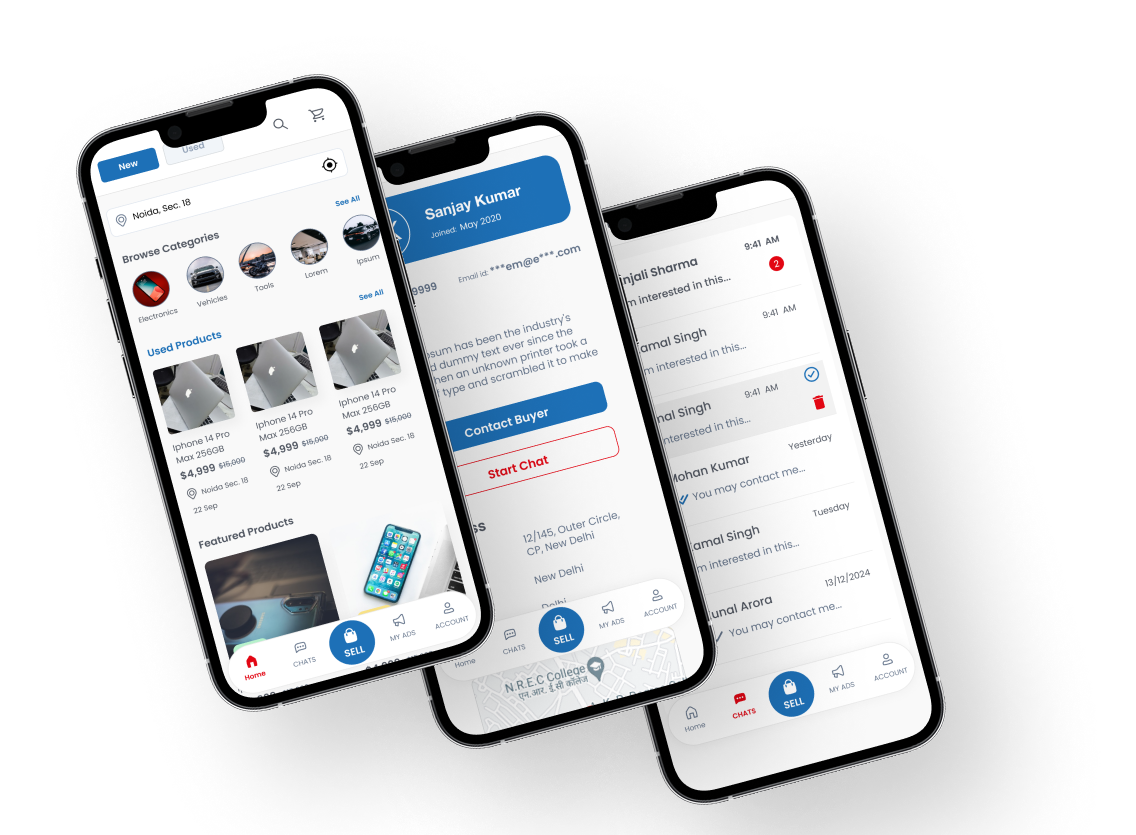 New
Used
Noida, Sec. 18
Browse Categories
See All
Electronics
Vehicles
Tools
Lorem
Ipsum
Used Products
See All
Iphone 14 Pro
Max 256GB
$4,999 $15,000
Noida Sec. 18
22 Sep
Iphone 14 Pro
Max 256GB
$4,999 $15,000
Noida Sec. 18
22 Sep
Iphone 14 Pro
Max 256GB
$4,999 $15,000
Noida Sec. 18
22 Sep
Featured Products
Home
CHATS
SELL
MY ADS
ACCOUNT
Sanjay Kumar
Joined: May 2020
9999
Email id: ***em@e***.com
psum has been the industry's
d dummy text ever since the
hen an unknown printer took a
type and scrambled it to make
Contact Buyer
Start Chat
ss
12/145, Outer Circle,
CP, New Delhi
New Delhi
Delhi
Home
CHATS
SELL
MY ADS
ACCOUNT
N.R.E.C College
एन.आर. ई सी कॉलेज
njali Sharma
9:41 AM
m interested in this...
2
amal Singh
9:41 AM
m interested in this...
mal Singh
9:41 AM
interested in this...
Mohan Kumar
Yesterday
You may contact me...
amal Singh
Tuesday
m interested in this...
unal Arora
13/12/2024
You may contact me...
Home
CHATS
SELL
MY ADS
ACCOUNT